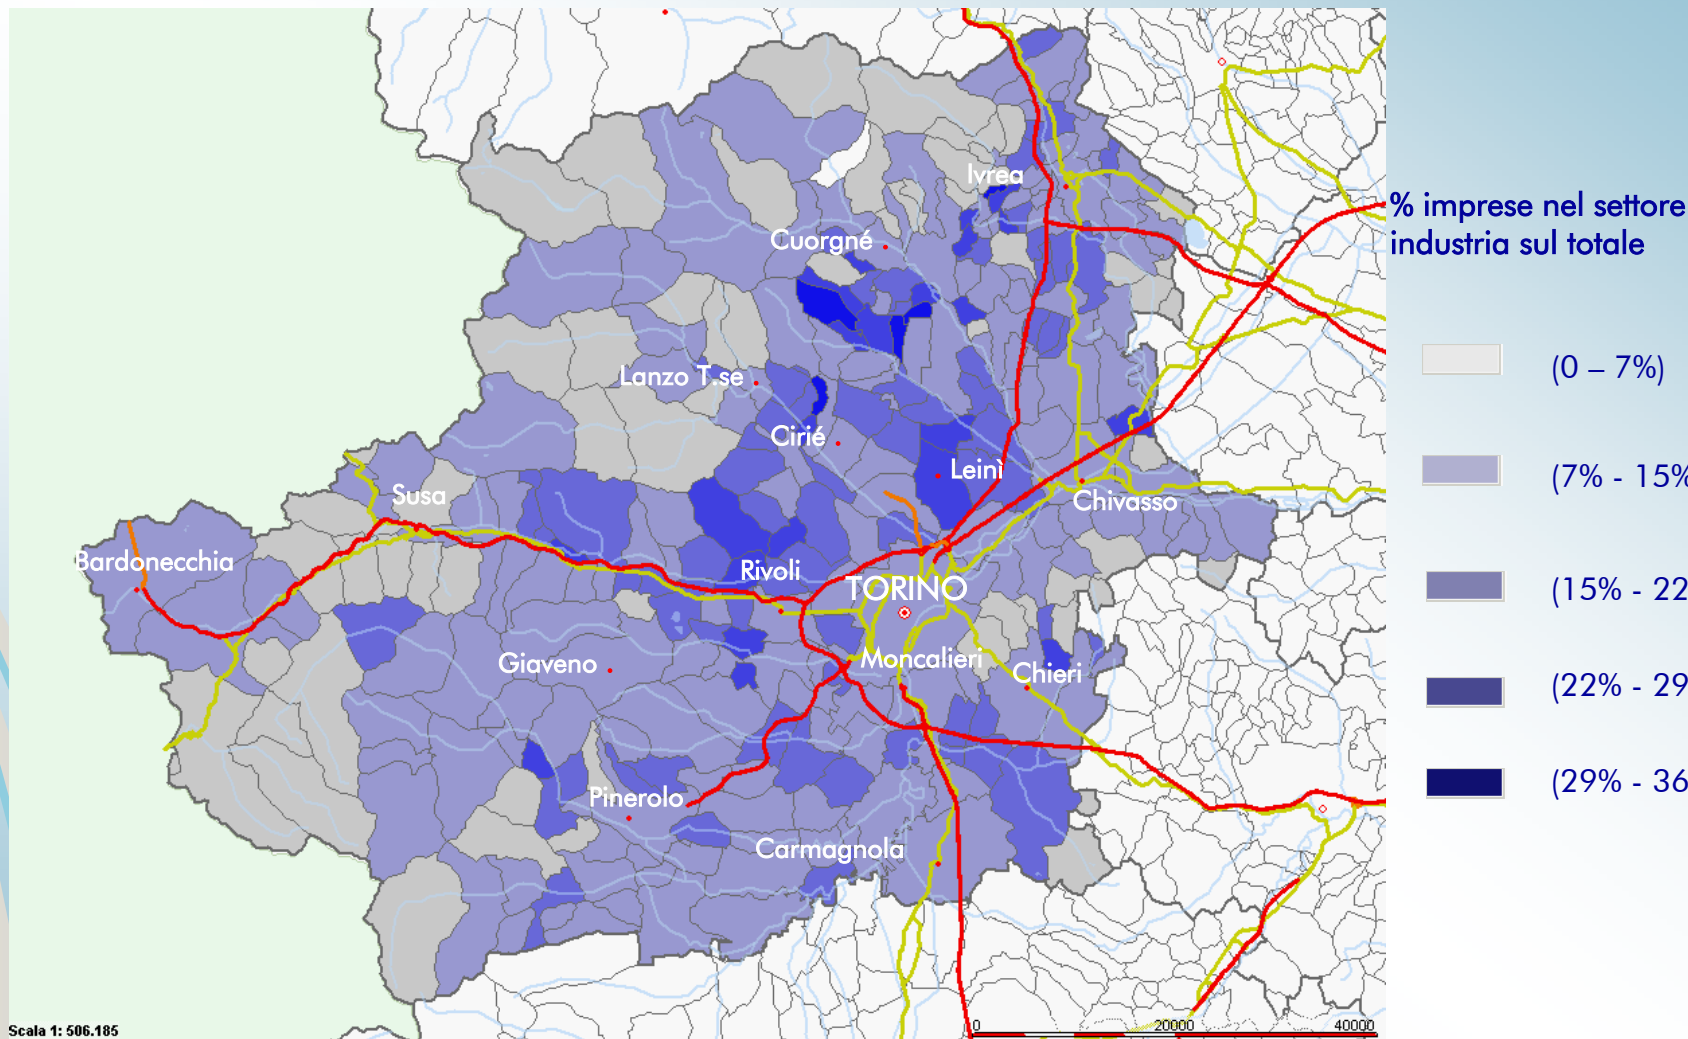 Ivrea
Cuorgné
Lanzo T.se
Cirié
Leinì
Susa
Chivasso
Bardonecchia
Rivoli
TORINO
Giaveno
Moncalieri
Chieri
Pinerolo
Carmagnola
Scala 1: 506.185
0 20000 40000
% imprese nel settore
industria sul totale
(0 – 7%)
(7% - 15%
(15% - 22
(22% - 29
(29% - 36